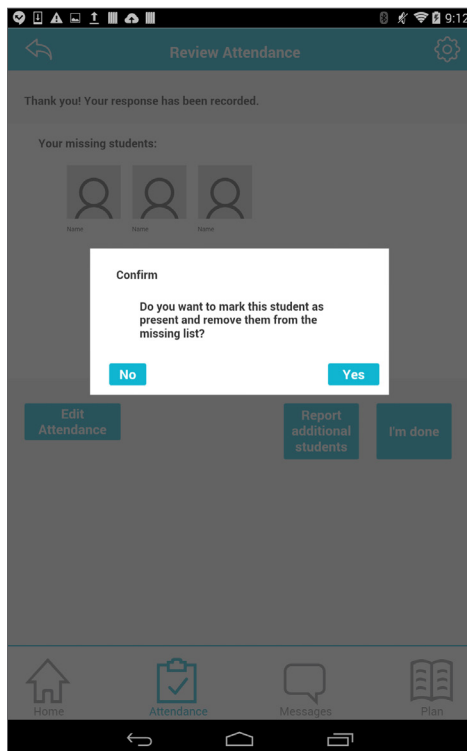 9:12
Review Attendance
Thank you! Your response has been recorded.
Your missing students:
Name Name Name
Confirm
Do you want to mark this student as
present and remove them from the
missing list?
No Yes
Edit
Attendance
Report
additional
students
I'm done
Home Attendance Messages Plan